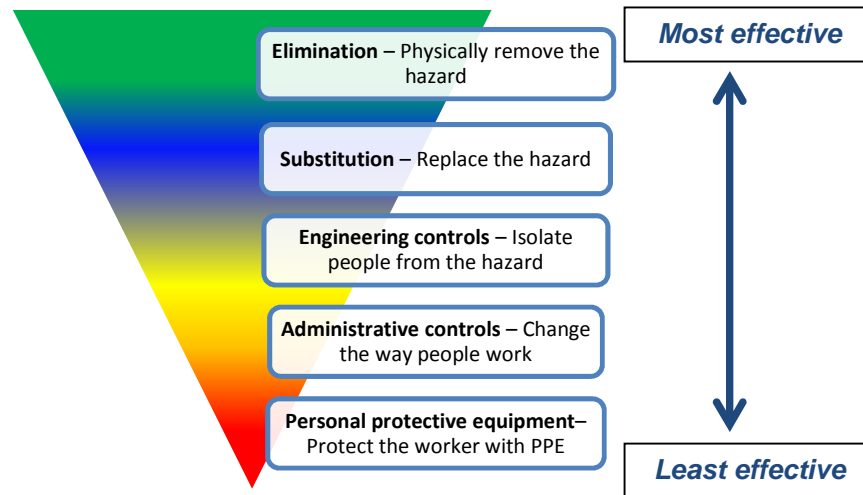 Most effective
Elimination – Physically remove the
hazard
Substitution – Replace the hazard
Engineering controls – Isolate
people from the hazard
Administrative controls – Change
the way people work
Personal protective equipment–
Protect the worker with PPE
Least effective